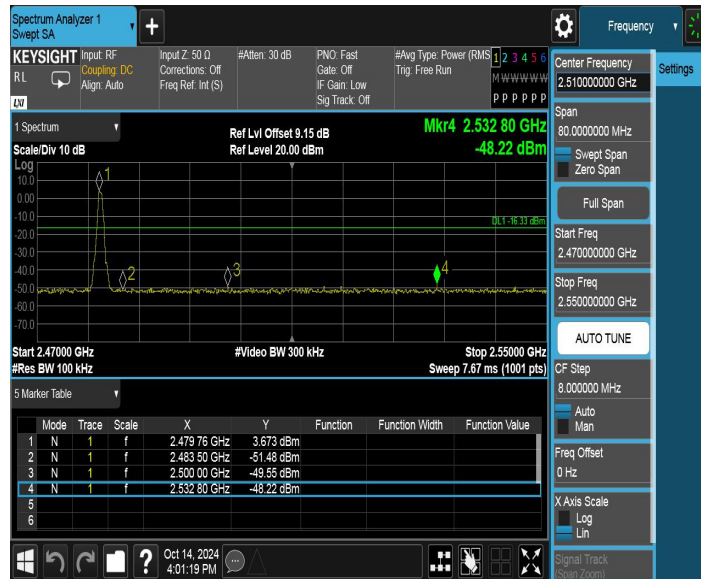 Spectrum Analyzer 1
Swept SA
Frequency
KEYSIGHT
RL
LXI
Input: RF
Coupling: DC
Align: Auto
Input Z: 50 Ω
Corrections: Off
Freq Ref: Int (S)
#Atten: 30 dB
PNO: Fast
Gate: Off
IF Gain: Low
Sig Track: Off
#Avg Type: Power (RMS
Trig: Free Run
1 2 3 4 5 6
M W W W W W
P P P P P P
Center Frequency
2.510000000 GHz
Settings
Span
80.0000000 MHz
Swept Span
Zero Span
Full Span
Start Freq
2.470000000 GHz
Stop Freq
2.550000000 GHz
AUTO TUNE
CF Step
8.000000 MHz
Auto
Man
Freq Offset
0 Hz
X Axis Scale
Log
Lin
Signal Track
(Span Zoom)
1 Spectrum
Scale/Div 10 dB
Ref Lvl Offset 9.15 dB
Ref Level 20.00 dBm
Mkr4 2.532 80 GHz
-48.22 dBm
Log
10.0
0.00
-10.0
-20.0
-30.0
-40.0
-50.0
-60.0
-70.0
1
2
3
4
DL1 -16.33 dBm
Start 2.47000 GHz
#Video BW 300 kHz
Stop 2.55000 GHz
#Res BW 100 kHz
Sweep 7.67 ms (1001 pts)
5 Marker Table
Mode Trace Scale X Y Function Function Width Function Value
1 N 1 f 2.479 76 GHz 3.673 dBm
2 N 1 f 2.483 50 GHz -51.48 dBm
3 N 1 f 2.500 00 GHz -49.55 dBm
4 N 1 f 2.532 80 GHz -48.22 dBm
5
6
?
Oct 14, 2024
4:01:19 PM